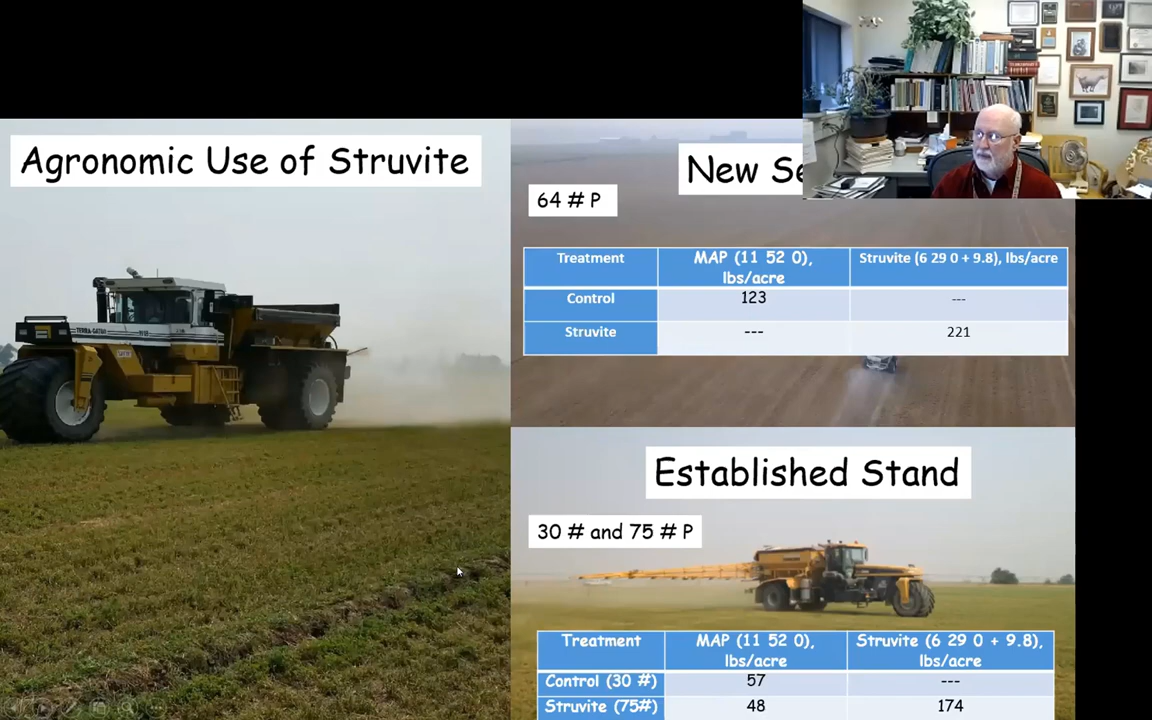 Agronomic Use of Struvite
TERRA-GATOR
New Se
64 # P
Treatment MAP (11 52 0), lbs/acre Struvite (6 29 0 + 9.8), lbs/acre
Control 123 ---
Struvite --- 221
Established Stand
30 # and 75 # P
Treatment MAP (11 52 0), lbs/acre Struvite (6 29 0 + 9.8), lbs/acre
Control (30 #) 57 ---
Struvite (75#) 48 174